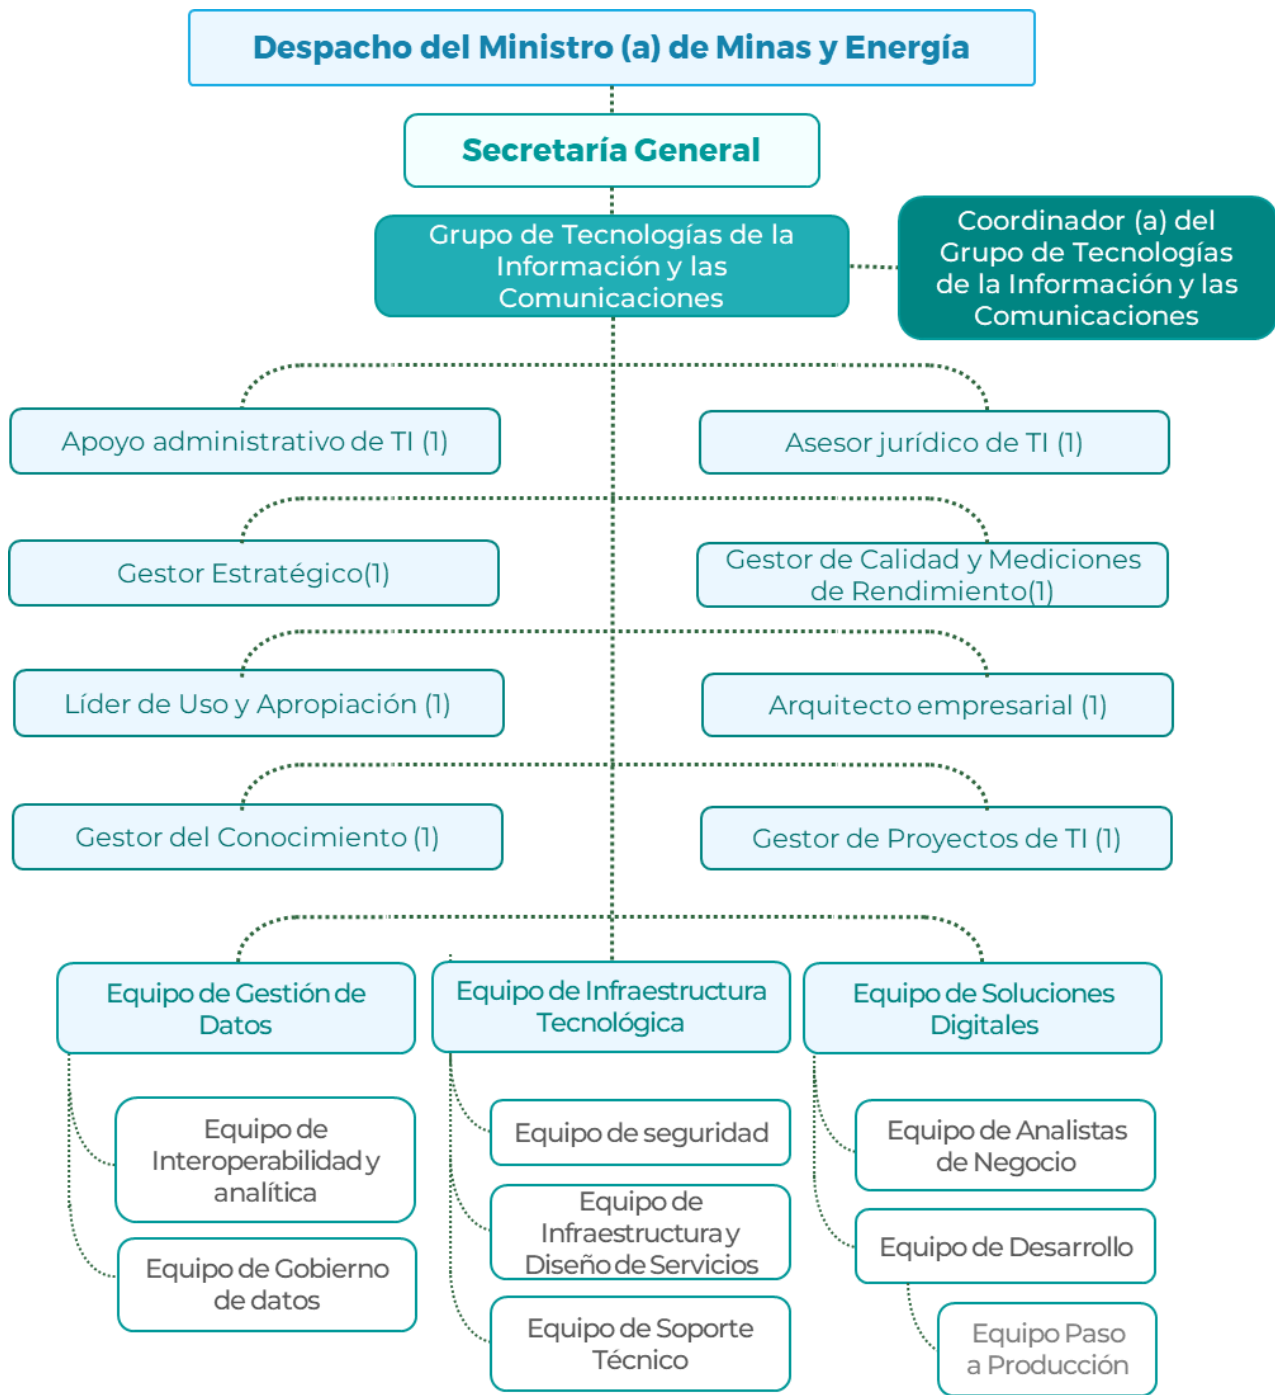 Despacho del Ministro (a) de Minas y Energía
Secretaría General
Grupo de Tecnologías de la
Información y las
Comunicaciones
Coordinador (a) del
Grupo de Tecnologías
de la Información y las
Comunicaciones
Apoyo administrativo de TI (1)
Asesor jurídico de TI (1)
Gestor Estratégico(1)
Gestor de Calidad y Mediciones
de Rendimiento(1)
Líder de Uso y Apropiación (1)
Arquitecto empresarial (1)
Gestor del Conocimiento (1)
Gestor de Proyectos de TI (1)
Equipo de Gestión de
Datos
Equipo de Interoperabilidad y
analítica
Equipo de Gobierno
de datos
Equipo de Infraestructura
Tecnológica
Equipo de seguridad
Equipo de
Infraestructura y
Diseño de Servicios
Equipo de Soporte
Técnico
Equipo de Soluciones
Digitales
Equipo de Analistas
de Negocio
Equipo de Desarrollo
Equipo Paso
a Producción